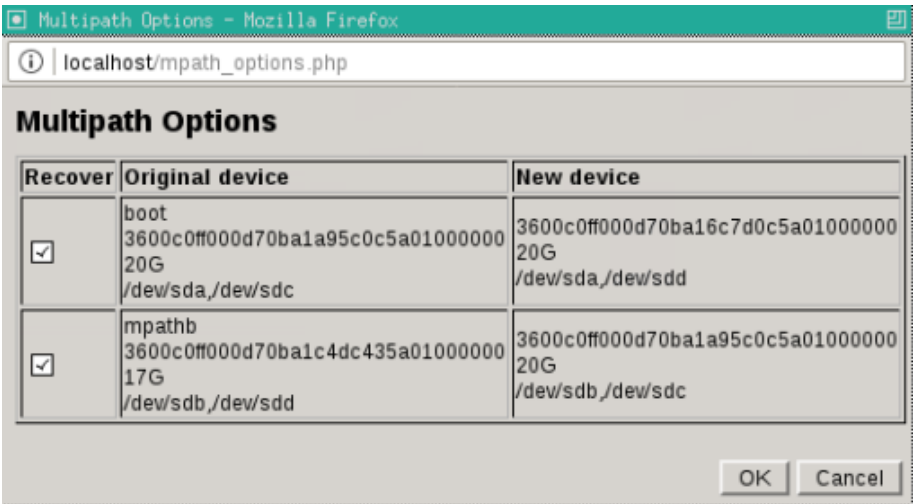 Multipath Options - Mozilla Firefox
localhost/mpath_options.php
Multipath Options
Recover Original device New device
boot
3600c0ff000d70ba1a95c0c5a01000000
20G
/dev/sda,/dev/sdc
3600c0ff000d70ba16c7d0c5a01000000
20G
/dev/sda,/dev/sdd
mpathb
3600c0ff000d70ba1c4dc435a01000000
17G
/dev/sdb,/dev/sdd
3600c0ff000d70ba1a95c0c5a01000000
20G
/dev/sdb,/dev/sdc
OK Cancel